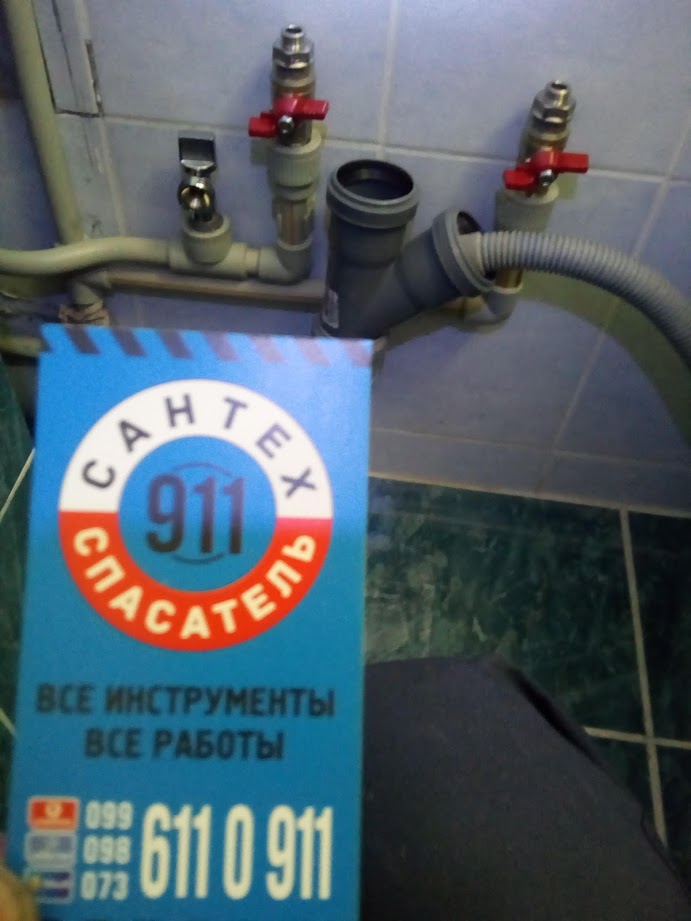 САНТЕХ
911
СПАСАТЕЛЬ
ВСЕ ИНСТРУМЕНТЫ
ВСЕ РАБОТЫ
099
098 611 0 911
073